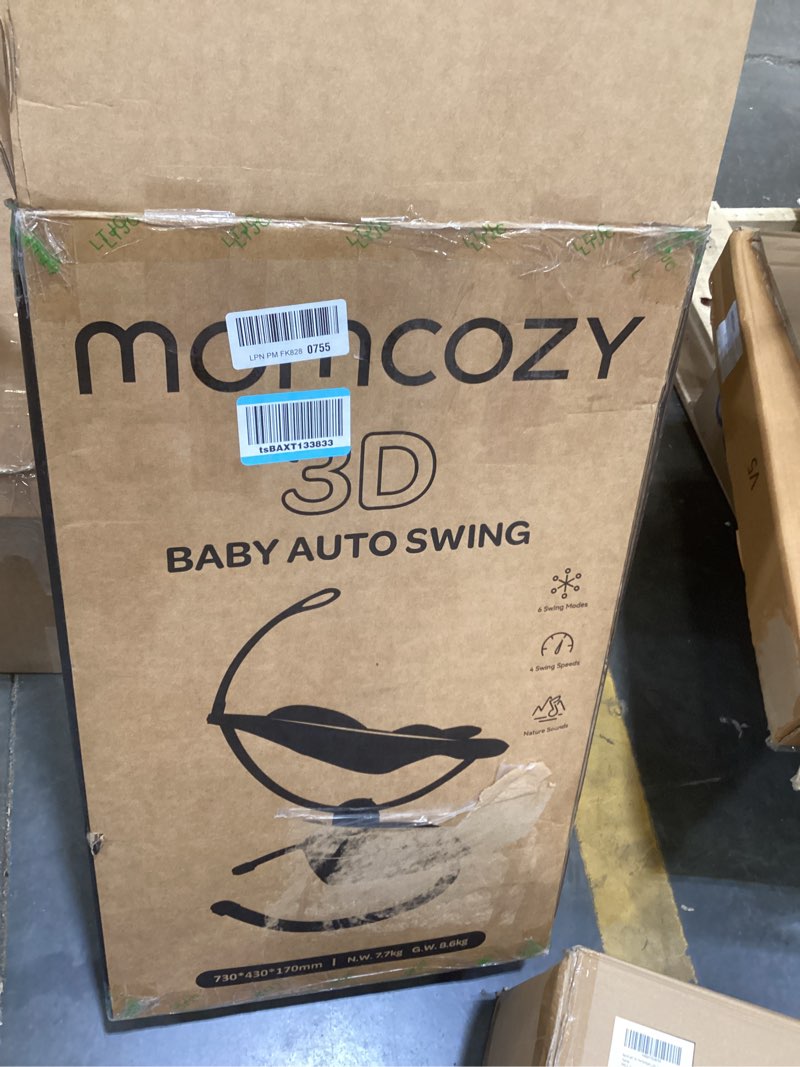 momcozy
LPN PM FK828 0755
tsBAXT133833
3D
BABY AUTO SWING
6 Swing Modes
4 Swing Speeds
Nature Sounds
730*430*170mm | N.W. 7.7kg G.W. 8.6kg